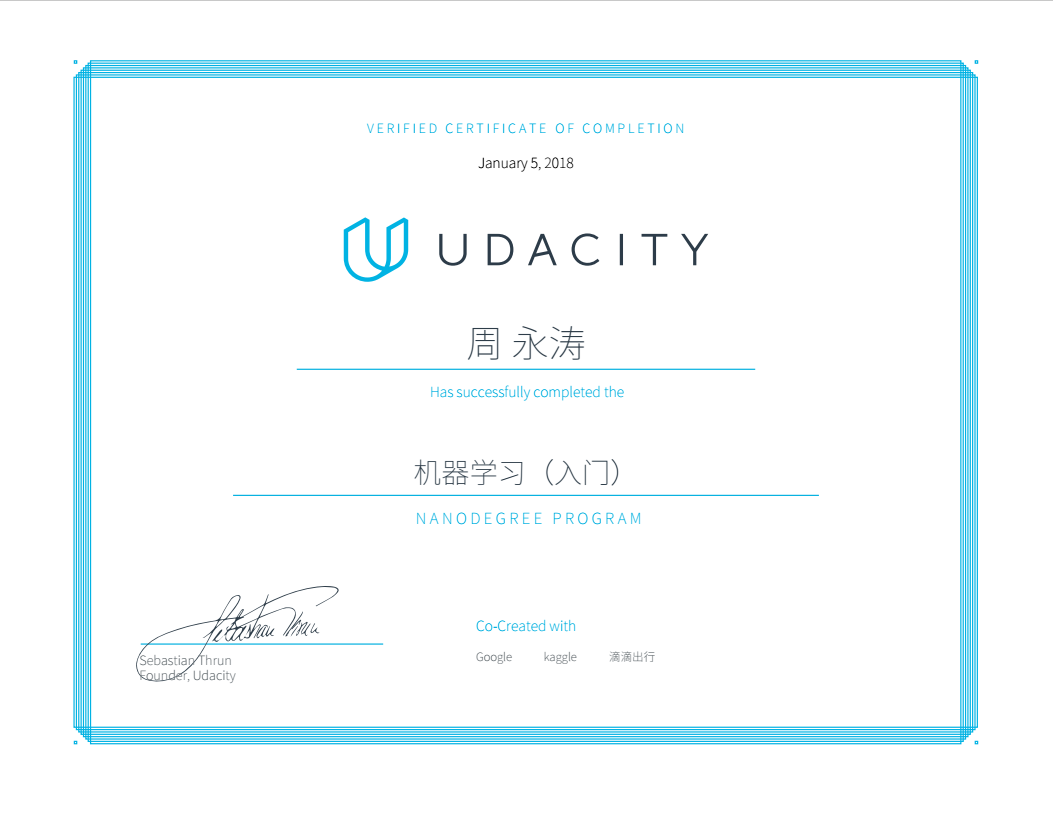 VERIFIED CERTIFICATE OF COMPLETION
January 5, 2018
UDACITY
周 永涛
Has successfully completed the
机器学习（入门）
NANODEGREE PROGRAM
Sebastian Thrun
Sebastian Thrun
Founder, Udacity
Co-Created with
Google kaggle 滴滴出行